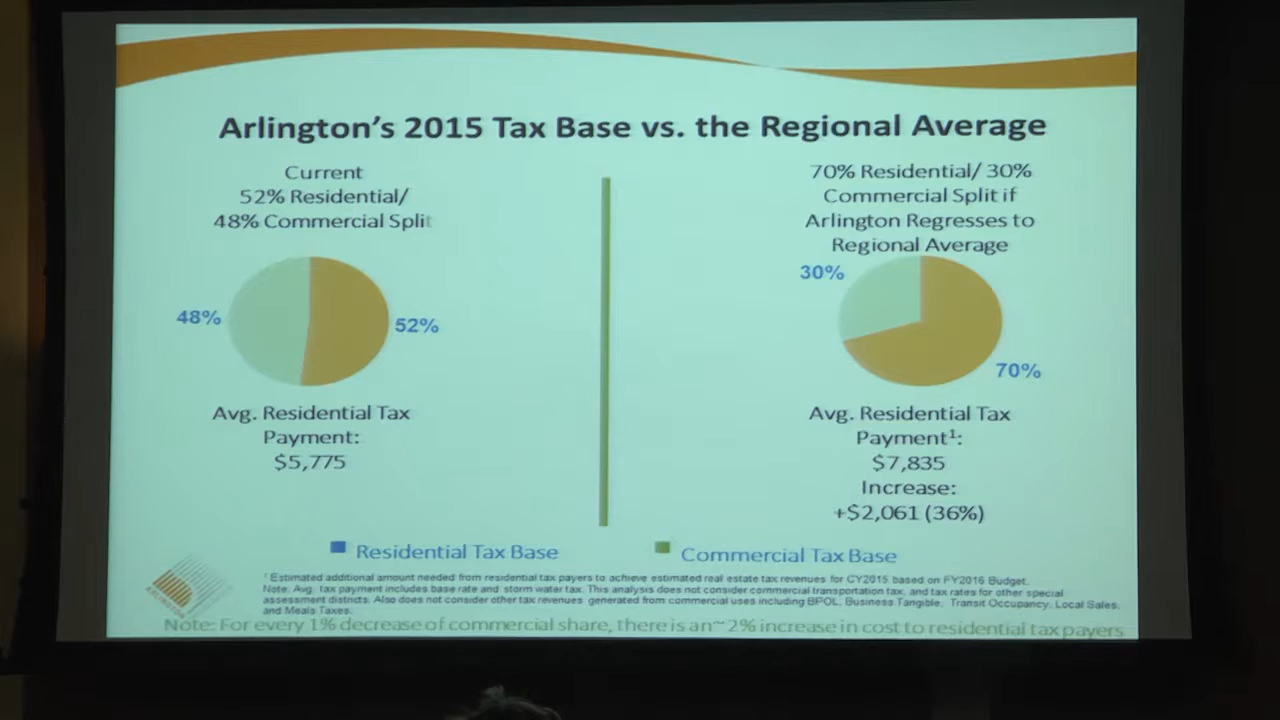 Arlington's 2015 Tax Base vs. the Regional Average
Current
52% Residential/
48% Commercial Split
48%
52%
Avg. Residential Tax
Payment:
$5,775
70% Residential/ 30%
Commercial Split if
Arlington Regresses to
Regional Average
30%
70%
Avg. Residential Tax
Payment¹:
$7,835
Increase:
+$2,061 (36%)
Residential Tax Base
Commercial Tax Base
ARLINGTON
¹ Estimated additional amount needed from residential tax payers to achieve estimated real estate tax revenues for CY2015 based on FY2016 Budget.
Note: Avg. tax payment includes base rate and storm water tax. This analysis does not consider commercial transportation tax, and tax rates for other special
assessment districts. Also does not consider other tax revenues generated from commercial uses including BPOL, Business Tangible, Transit Occupancy, Local Sales,
and Meals Taxes.
Note: For every 1% decrease of commercial share, there is an~ 2% increase in cost to residential tax payers